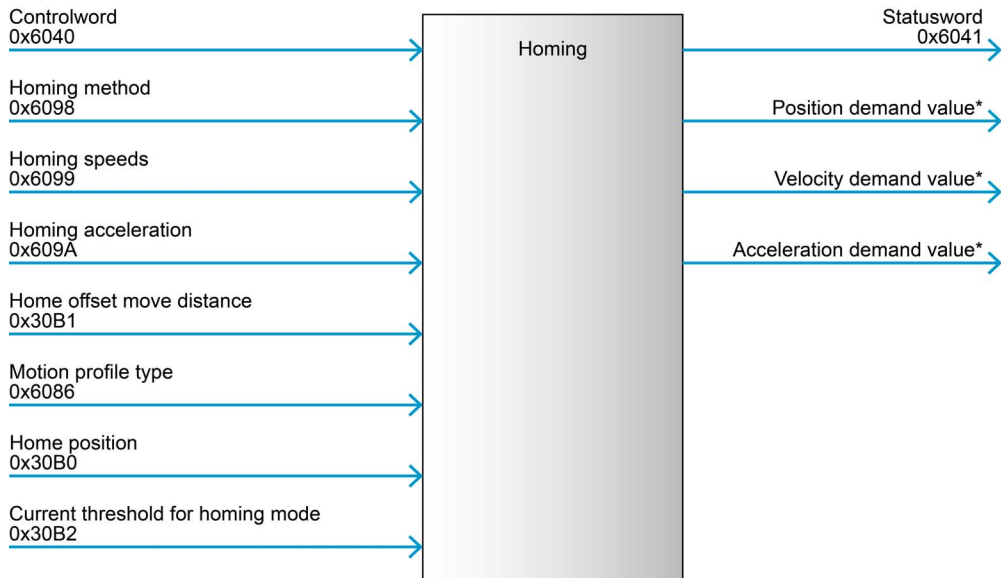 Controlword
0x6040
Homing method
0x6098
Homing speeds
0x6099
Homing acceleration
0x609A
Home offset move distance
0x30B1
Motion profile type
0x6086
Home position
0x30B0
Current threshold for homing mode
0x30B2
Homing
Statusword
0x6041
Position demand value*
Velocity demand value*
Acceleration demand value*